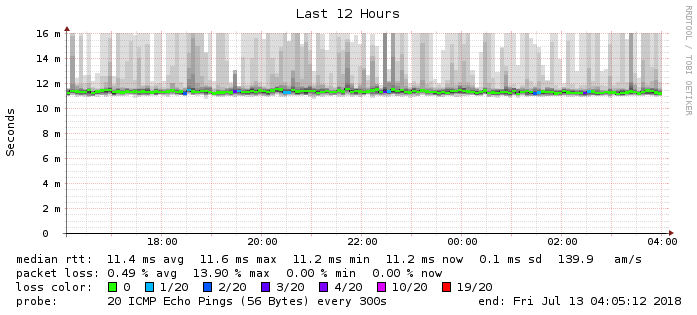 Last 12 Hours
RRDTOOL / TOBI OETIKER
Seconds
16 m
14 m
12 m
10 m
8 m
6 m
4 m
2 m
0
18:00 20:00 22:00 00:00 02:00 04:00
median rtt: 11.4 ms avg 11.6 ms max 11.2 ms min 11.2 ms now 0.1 ms sd 139.9 am/s
packet loss: 0.49 % avg 13.90 % max 0.00 % min 0.00 % now
loss color: 0 1/20 2/20 3/20 4/20 10/20 19/20
probe: 20 ICMP Echo Pings (56 Bytes) every 300s end: Fri Jul 13 04:05:12 2018